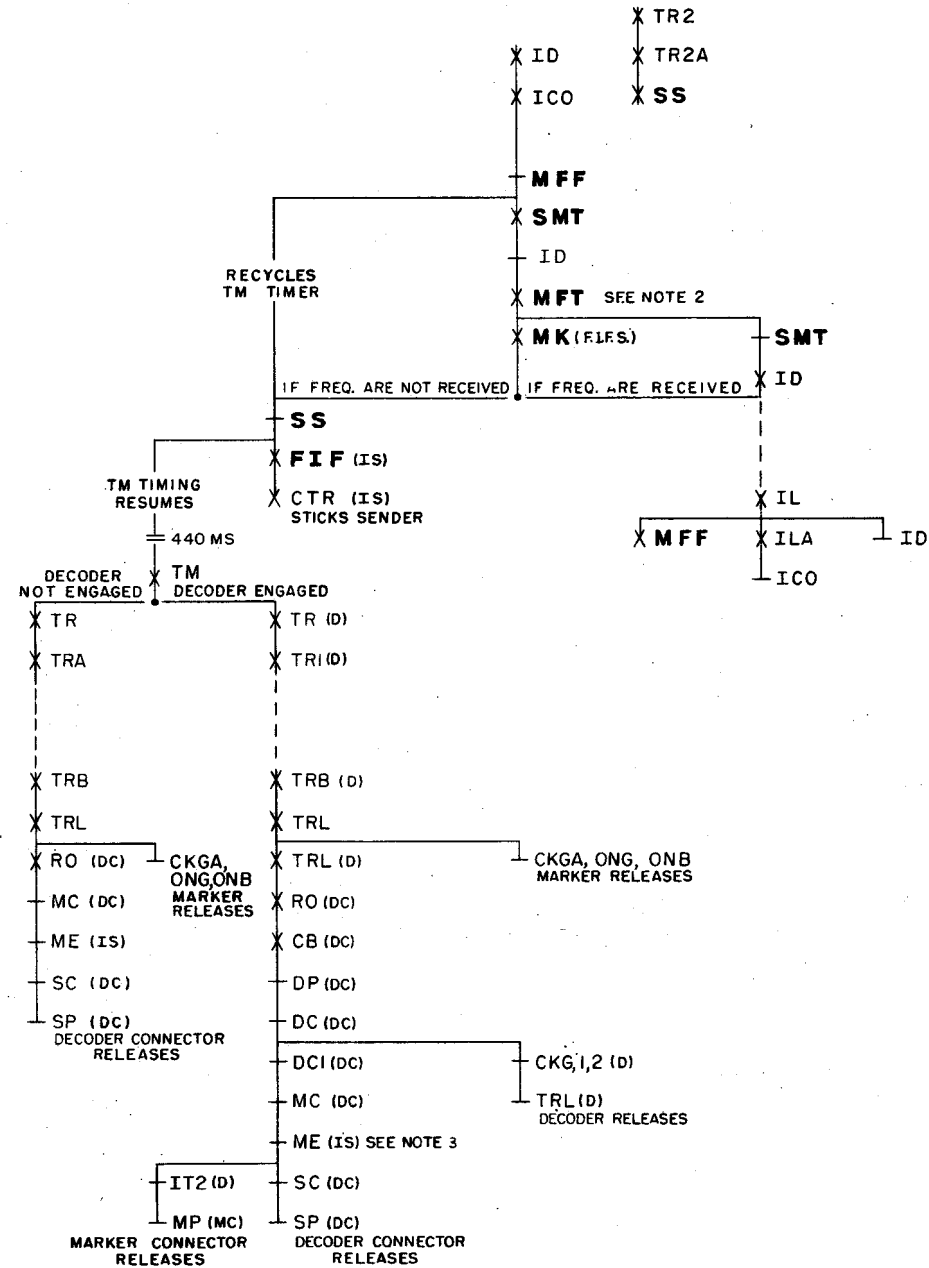 TR2
ID
TR2A
ICO
SS
MFF
SMT
ID
RECYCLES
TM TIMER
MFT SEE NOTE 2
MK (F.I.F.S.)
SMT
ID
IF FREQ. ARE NOT RECEIVED
IF FREQ. ARE RECEIVED
SS
FIF (IS)
TM TIMING
RESUMES
CTR (IS)
STICKS SENDER
IL
440 MS
MFF
ILA
ID
TM
DECODER
NOT ENGAGED
DECODER ENGAGED
ICO
TR
TR (D)
TRA
TRI (D)
TRB
TRB (D)
TRL
TRL
RO (DC)
CKGA,
ONG,ONB
MARKER
RELEASES
TRL (D)
CKGA, ONG, ONB
MARKER RELEASES
MC (DC)
RO (DC)
ME (IS)
CB (DC)
SC (DC)
DP (DC)
SP (DC)
DECODER CONNECTOR
RELEASES
DC (DC)
DCI (DC)
CKG,1,2 (D)
MC (DC)
TRL (D)
DECODER RELEASES
ME (IS) SEE NOTE 3
IT2 (D)
SC (DC)
MP (MC)
MARKER CONNECTOR
RELEASES
SP (DC)
DECODER CONNECTOR
RELEASES